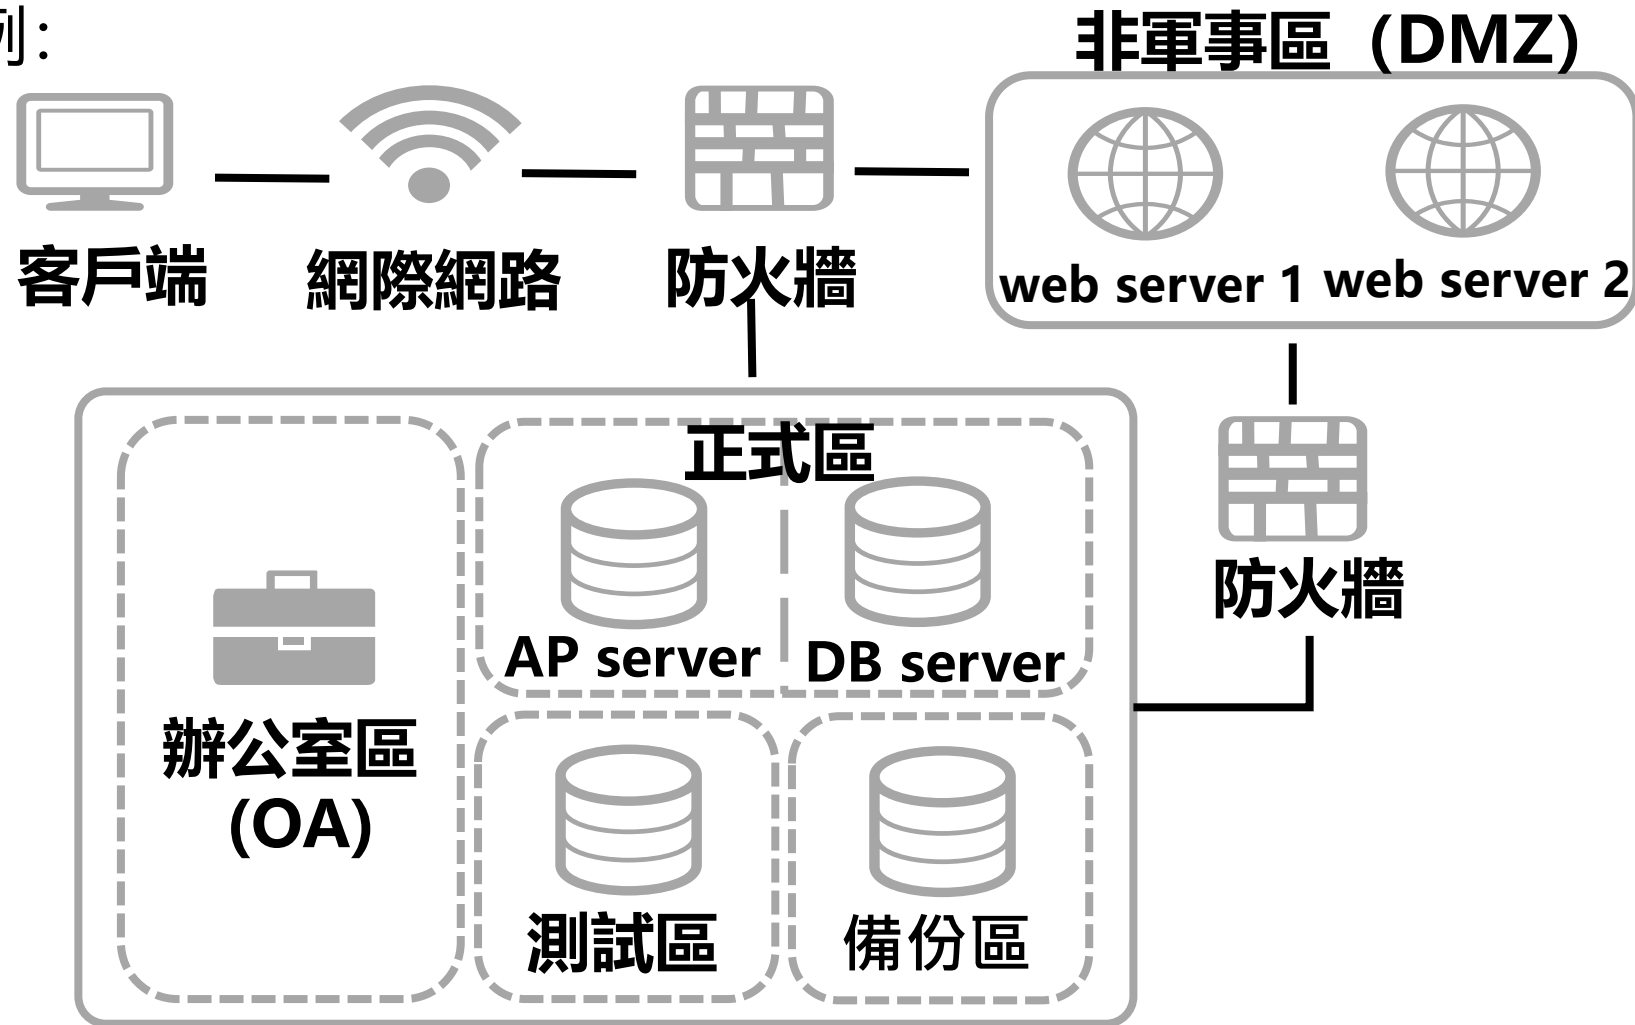 例：
非軍事區 (DMZ)
客戶端
網際網路
防火牆
web server 1
web server 2
正式區
AP server
DB server
防火牆
辦公室區
(OA)
測試區
備份區